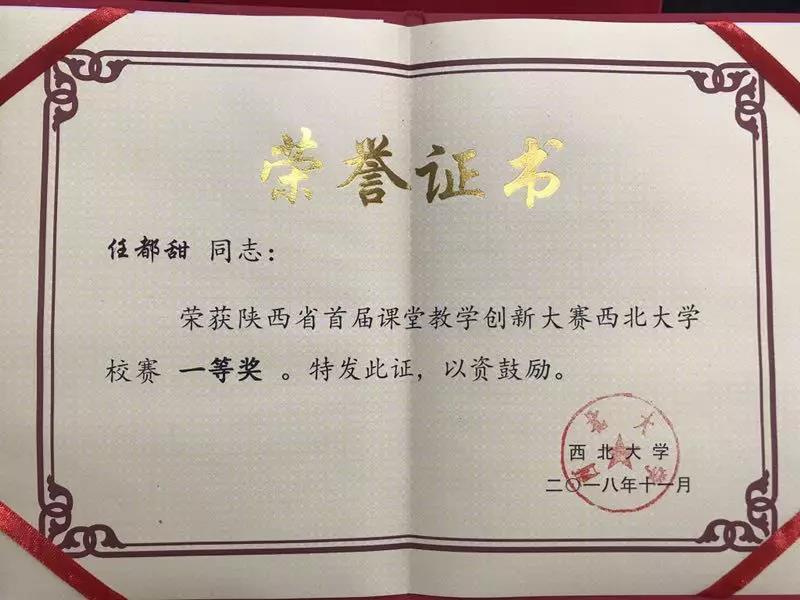 荣誉证书
任都甜 同志：
荣获陕西省首届课堂教学创新大赛西北大学
校赛 一等奖 。特发此证，以资鼓励。
西北大学
二〇一八年十一月